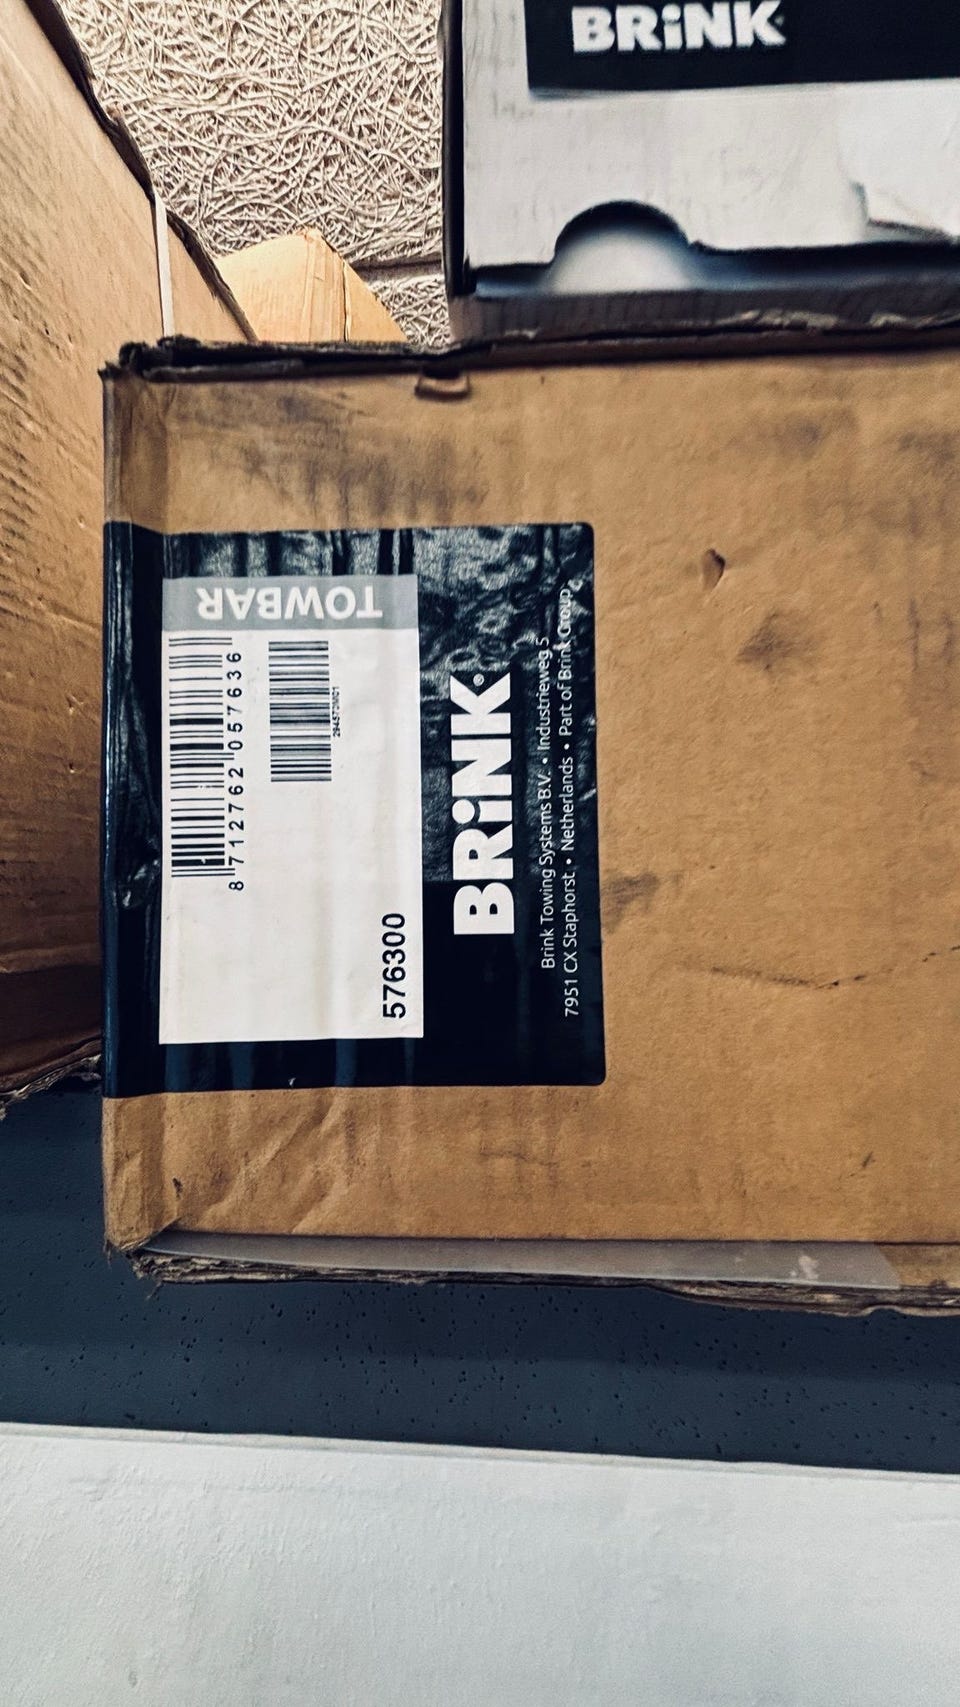 BRiNK
TOWBAR
8 712762 057636
576300
BRiNK
Brink Towing Systems B.V. • Industrieweg 5
7951 CX Staphorst • Netherlands • Part of Brink Group